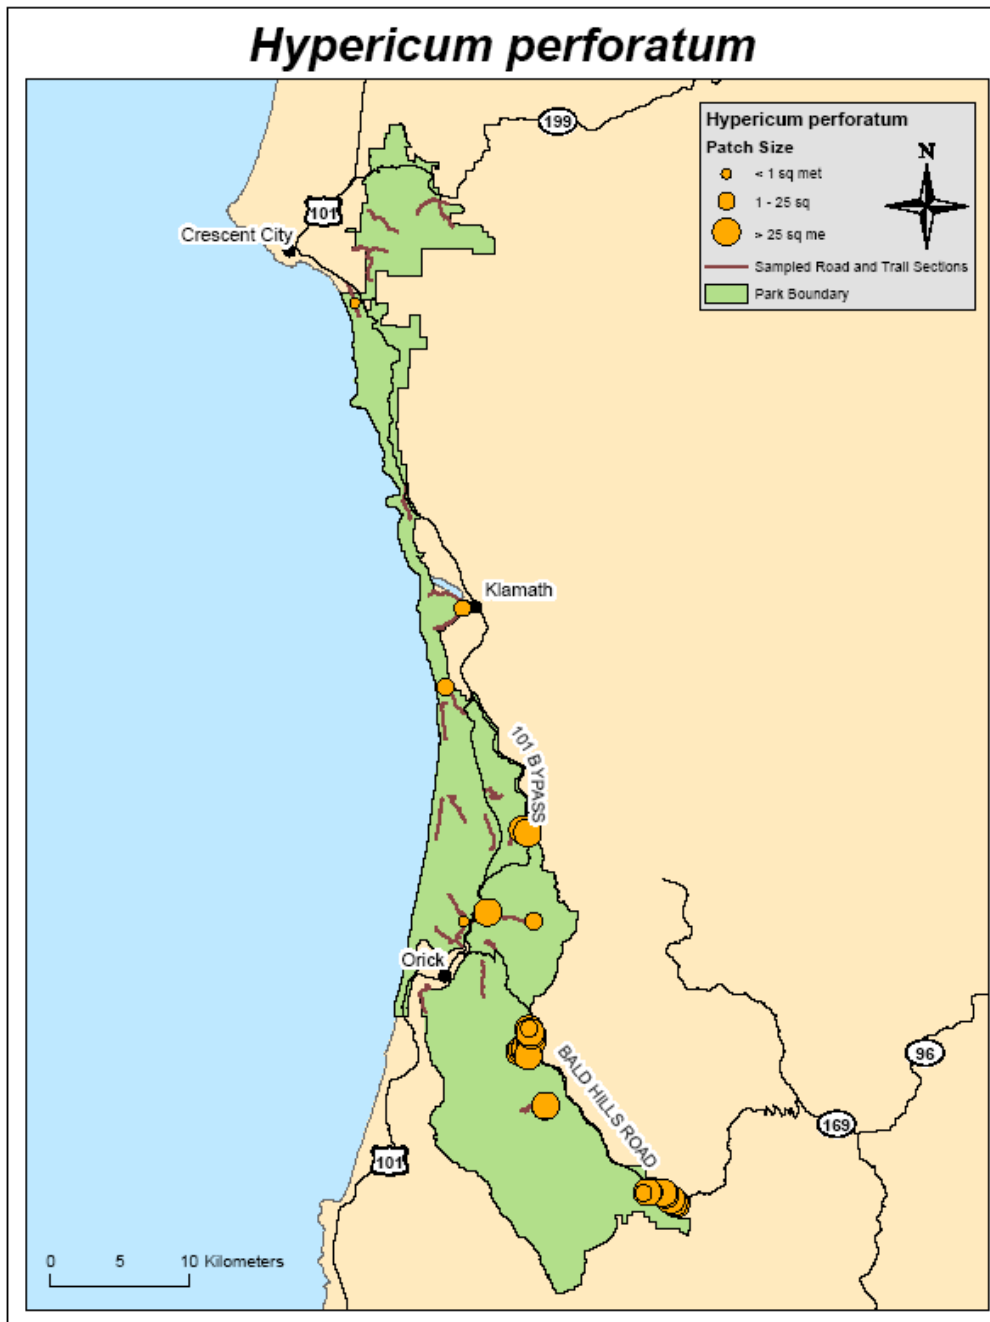 Hypericum perforatum
199
Hypericum perforatum
Patch Size
N
< 1 sq met
1 - 25 sq
> 25 sq me
Sampled Road and Trail Sections
Park Boundary
101
Crescent City
Klamath
101 BYPASS
Orick
BALD HILLS ROAD
96
169
101
0 5 10 Kilometers